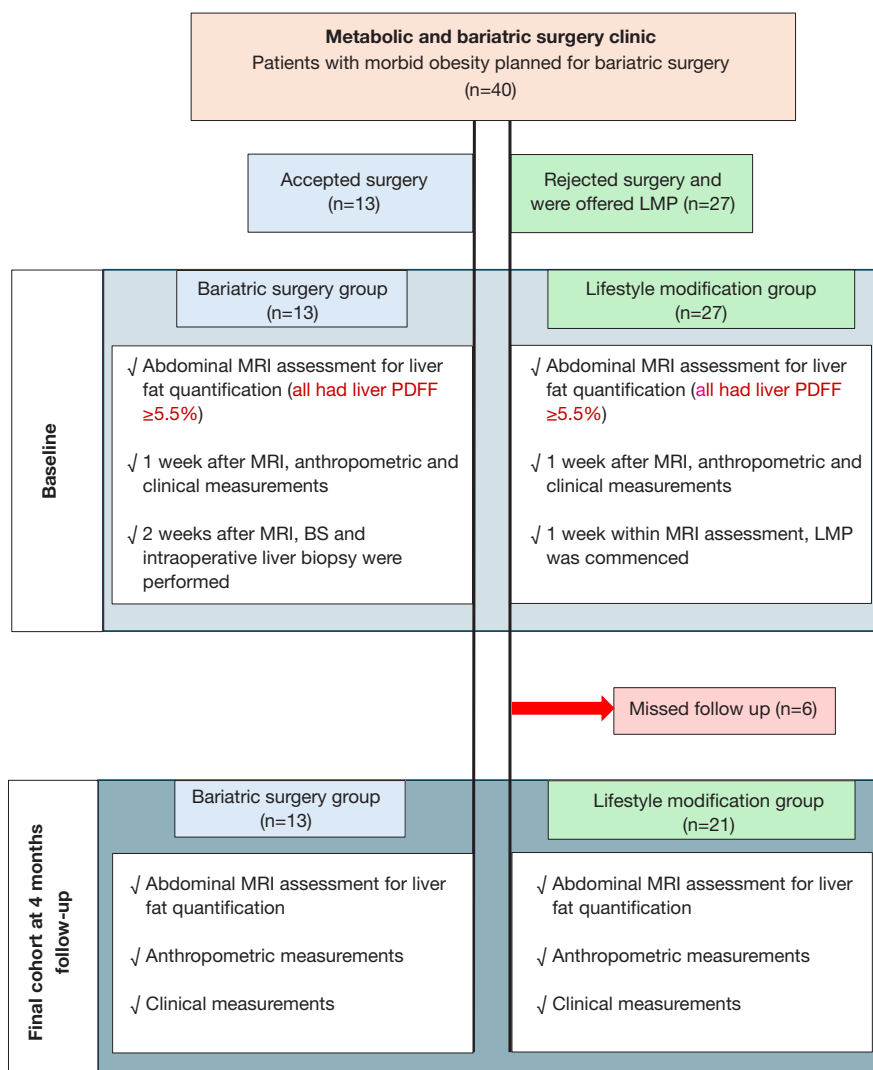 Metabolic and bariatric surgery clinic
Patients with morbid obesity planned for bariatric surgery
(n=40)
Accepted surgery
(n=13)
Rejected surgery and
were offered LMP (n=27)
Baseline
Bariatric surgery group
(n=13)
√ Abdominal MRI assessment for liver
fat quantification (all had liver PDFF
≥5.5%)
√ 1 week after MRI, anthropometric and
clinical measurements
√ 2 weeks after MRI, BS and
intraoperative liver biopsy were
performed
Lifestyle modification group
(n=27)
√ Abdominal MRI assessment for liver
fat quantification (all had liver PDFF
≥5.5%)
√ 1 week after MRI, anthropometric and
clinical measurements
√ 1 week within MRI assessment, LMP
was commenced
Missed follow up (n=6)
Final cohort at 4 months
follow-up
Bariatric surgery group
(n=13)
√ Abdominal MRI assessment for liver
fat quantification
√ Anthropometric measurements
√ Clinical measurements
Lifestyle modification group
(n=21)
√ Abdominal MRI assessment for liver
fat quantification
√ Anthropometric measurements
√ Clinical measurements